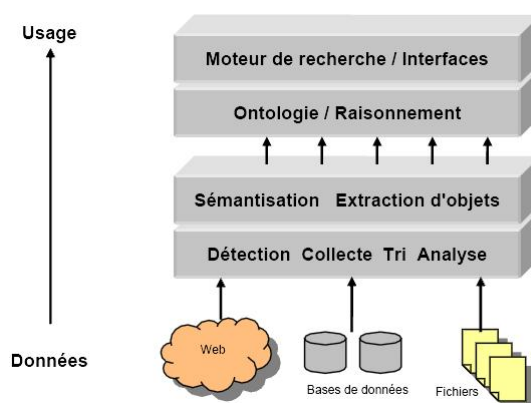 Usage
Moteur de recherche / Interfaces
Ontologie / Raisonnement
Sémantisation Extraction d'objets
Détection Collecte Tri Analyse
Données
Web
Bases de données
Fichiers